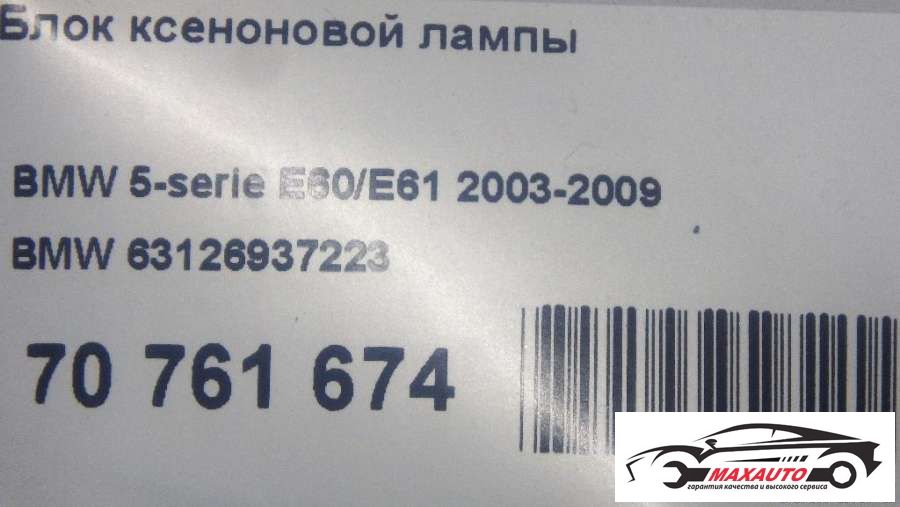 Блок ксеноновой лампы
BMW 5-serie E60/E61 2003-2009
BMW 63126937223
70 761 674
MAXAUTO
гарантия качества и высокого сервиса